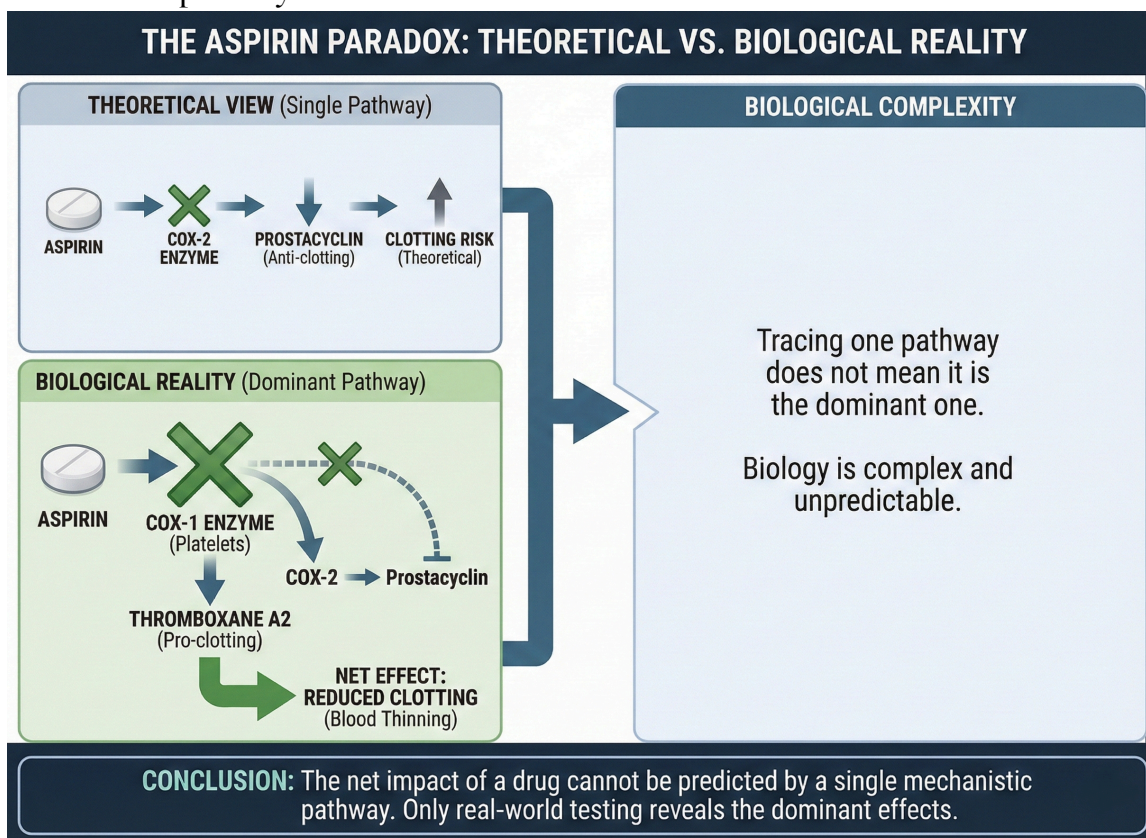 THE ASPIRIN PARADOX: THEORETICAL VS. BIOLOGICAL REALITY
THEORETICAL VIEW (Single Pathway)
ASPIRIN
COX-2
ENZYME
PROSTACYCLIN
(Anti-clotting)
CLOTTING RISK
(Theoretical)
BIOLOGICAL REALITY (Dominant Pathway)
ASPIRIN
COX-1 ENZYME
(Platelets)
COX-2
Prostacyclin
THROMBOXANE A2
(Pro-clotting)
NET EFFECT:
REDUCED CLOTTING
(Blood Thinning)
BIOLOGICAL COMPLEXITY
Tracing one pathway
does not mean it is
the dominant one.
Biology is complex and
unpredictable.
CONCLUSION: The net impact of a drug cannot be predicted by a single mechanistic
pathway. Only real-world testing reveals the dominant effects.